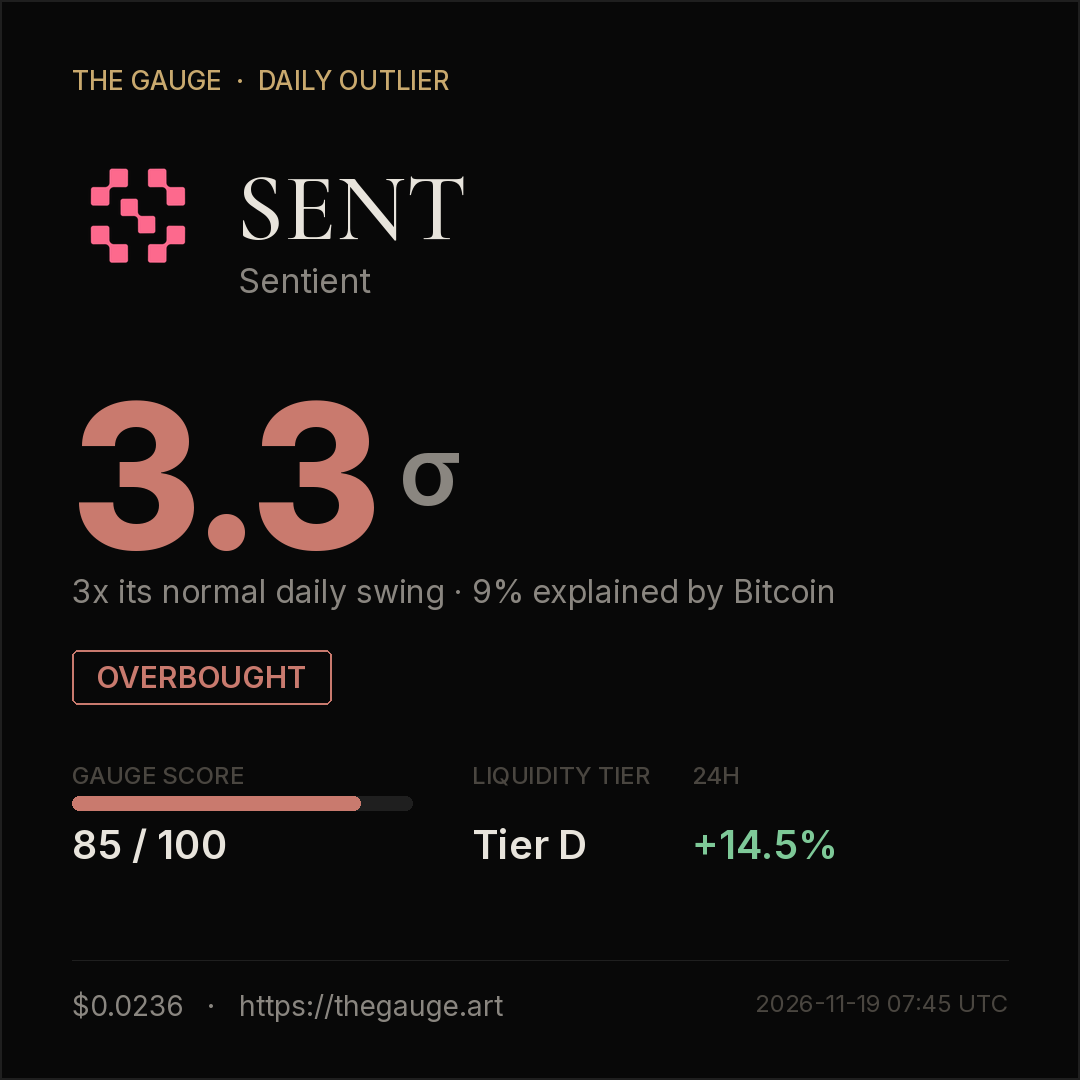 THE GAUGE · DAILY OUTLIER
SENT
Sentient
3.3 σ
3x its normal daily swing · 9% explained by Bitcoin
OVERBOUGHT
GAUGE SCORE LIQUIDITY TIER 24H
85 / 100 Tier D +14.5%
$0.0236 · https://thegauge.art 2026-11-19 07:45 UTC